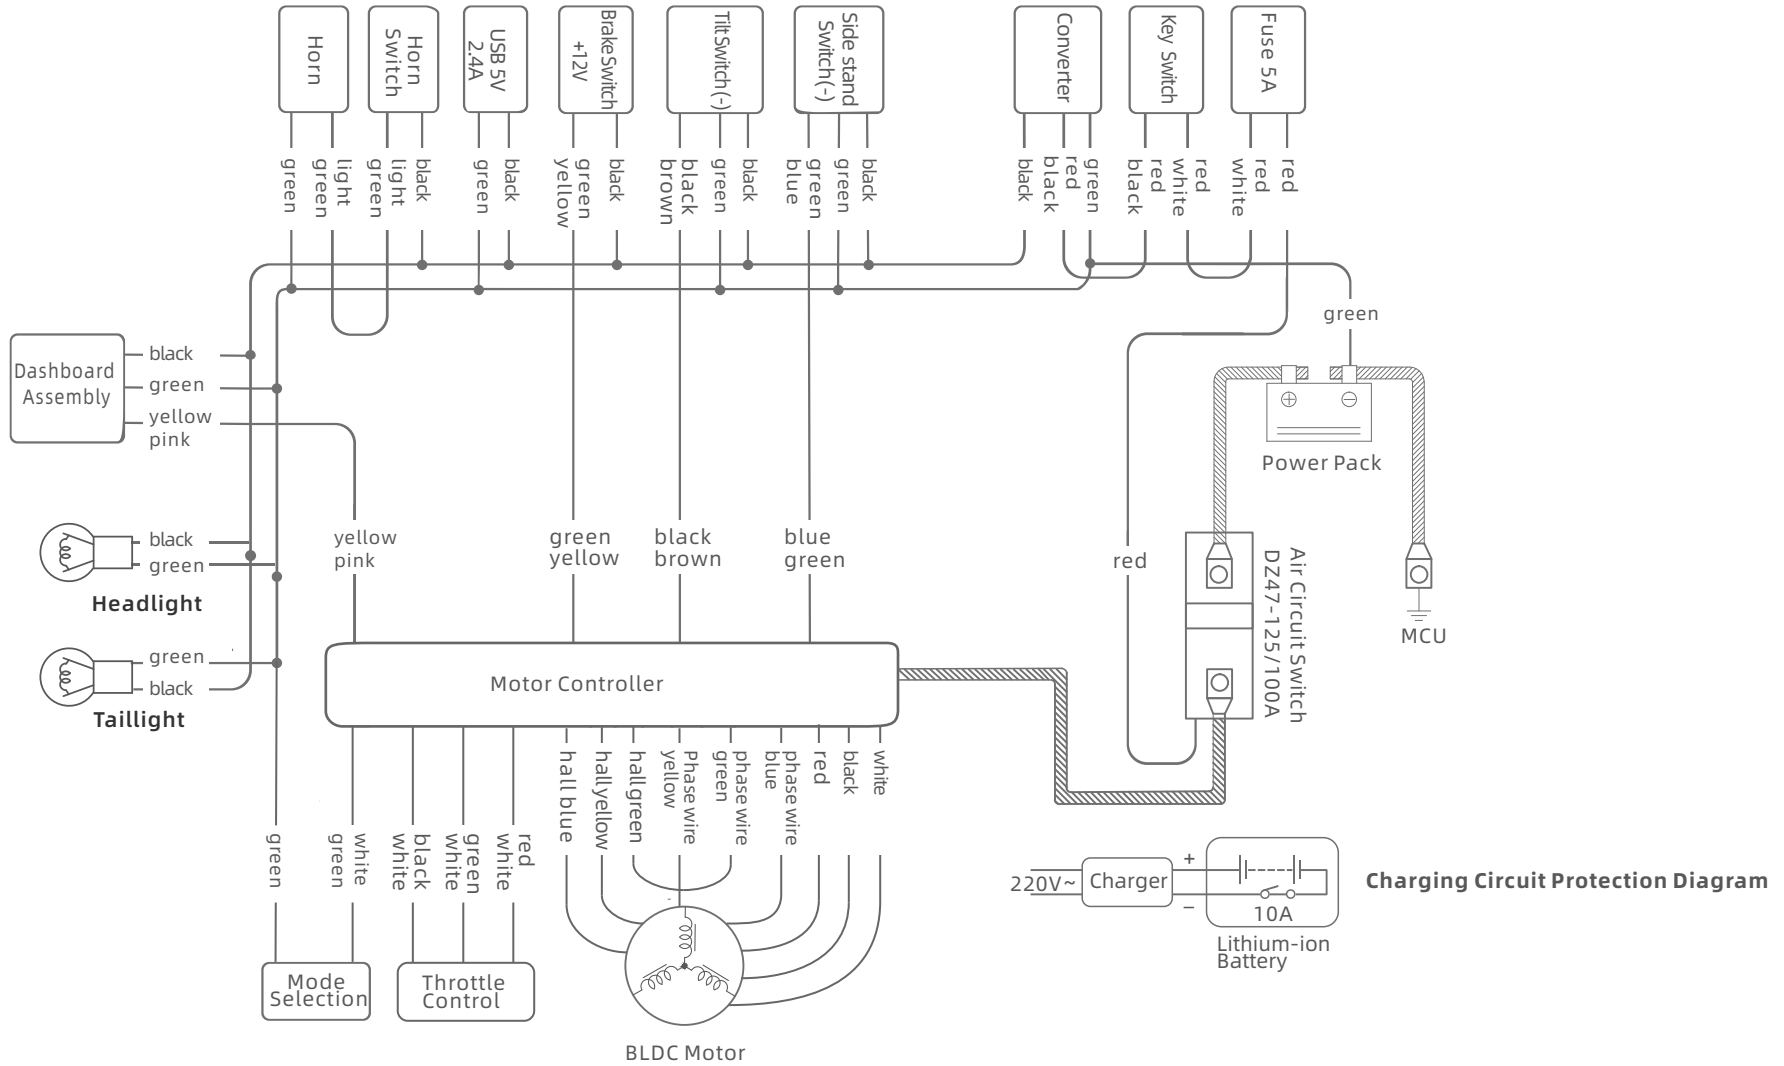 Horn
Horn
Switch
USB 5V
2.4A
BrakeSwitch
+12V
TiltSwitch(-)
Side stand
Switch(-)
Converter
Key Switch
Fuse 5A
green
light
green
light
green
black
green
black
green
yellow
black
black
brown
green
black
green
blue
green
black
black
red
black
green
red
black
red
white
red
white
red
green
Dashboard
Assembly
black
green
yellow
pink
Power Pack
black
green
Headlight
green
black
Taillight
yellow
pink
green
yellow
black
brown
blue
green
red
Air Circuit Switch
DZ47-125/100A
MCU
Motor Controller
hall blue
hall yellow
hall green
Phase wire
yellow
phase wire
green
phase wire
blue
red
black
white
green
white
green
black
white
green
white
red
white
Mode
Selection
Throttle
Control
BLDC Motor
220V~
Charger
+
−
10A
Lithium-ion
Battery
Charging Circuit Protection Diagram